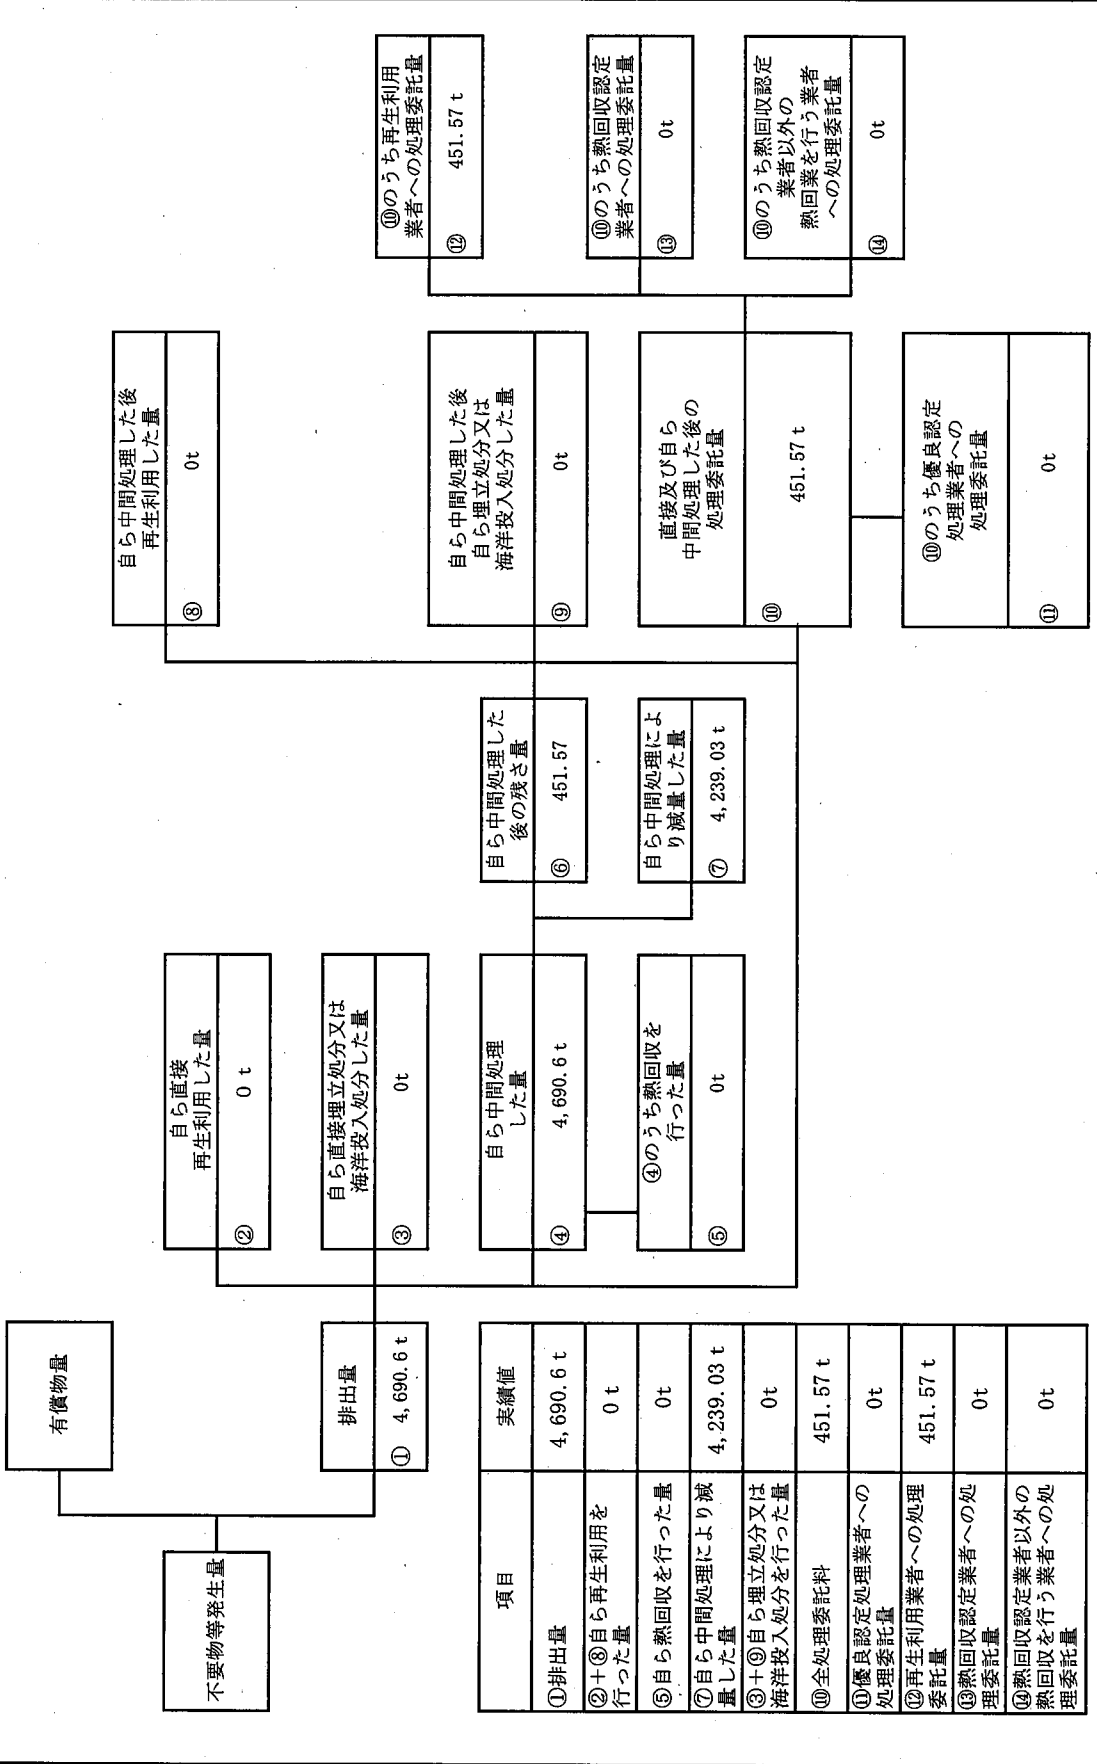 不要物等発生量
有償物量
排出量
① 4,690.6 t
自ら直接
再生利用した量
② 0 t
自ら直接埋立処分又は
海洋投入処分した量
③ 0t
自ら中間処理
した量
④ 4,690.6 t
④のうち熱回収を
行った量
⑤ 0t
自ら中間処理した
後の残さ量
⑥ 451.57
自ら中間処理によ
り減量した量
⑦ 4,239.03 t
自ら中間処理した後
再生利用した量
⑧ 0t
自ら中間処理した後
自ら埋立処分又は
海洋投入処分した量
⑨ 0t
直接及び自ら
中間処理した後の
処理委託量
⑩ 451.57 t
⑩のうち優良認定
処理業者への
処理委託量
⑪ 0t
⑩のうち再生利用
業者への処理委託量
⑫ 451.57 t
⑩のうち熱回収認定
業者への処理委託量
⑬ 0t
⑩のうち熱回収認定
業者以外の
熱回業を行う業者
への処理委託量
⑭ 0t
項目 実績値
①排出量 4,690.6 t
②+⑧自ら再生利用を
行った量 0 t
⑤自ら熱回収を行った量 0t
⑦自ら中間処理により減
量した量 4,239.03 t
③+⑨自ら埋立処分又は
海洋投入処分を行った量 0t
⑩全処理委託料 451.57 t
⑪優良認定処理業者への
処理委託量 0t
⑫再生利用業者への処理
委託量 451.57 t
⑬熱回収認定業者への処
理委託量 0t
⑭熱回収認定業者以外の
熱回収を行う業者への処
理委託量 0t